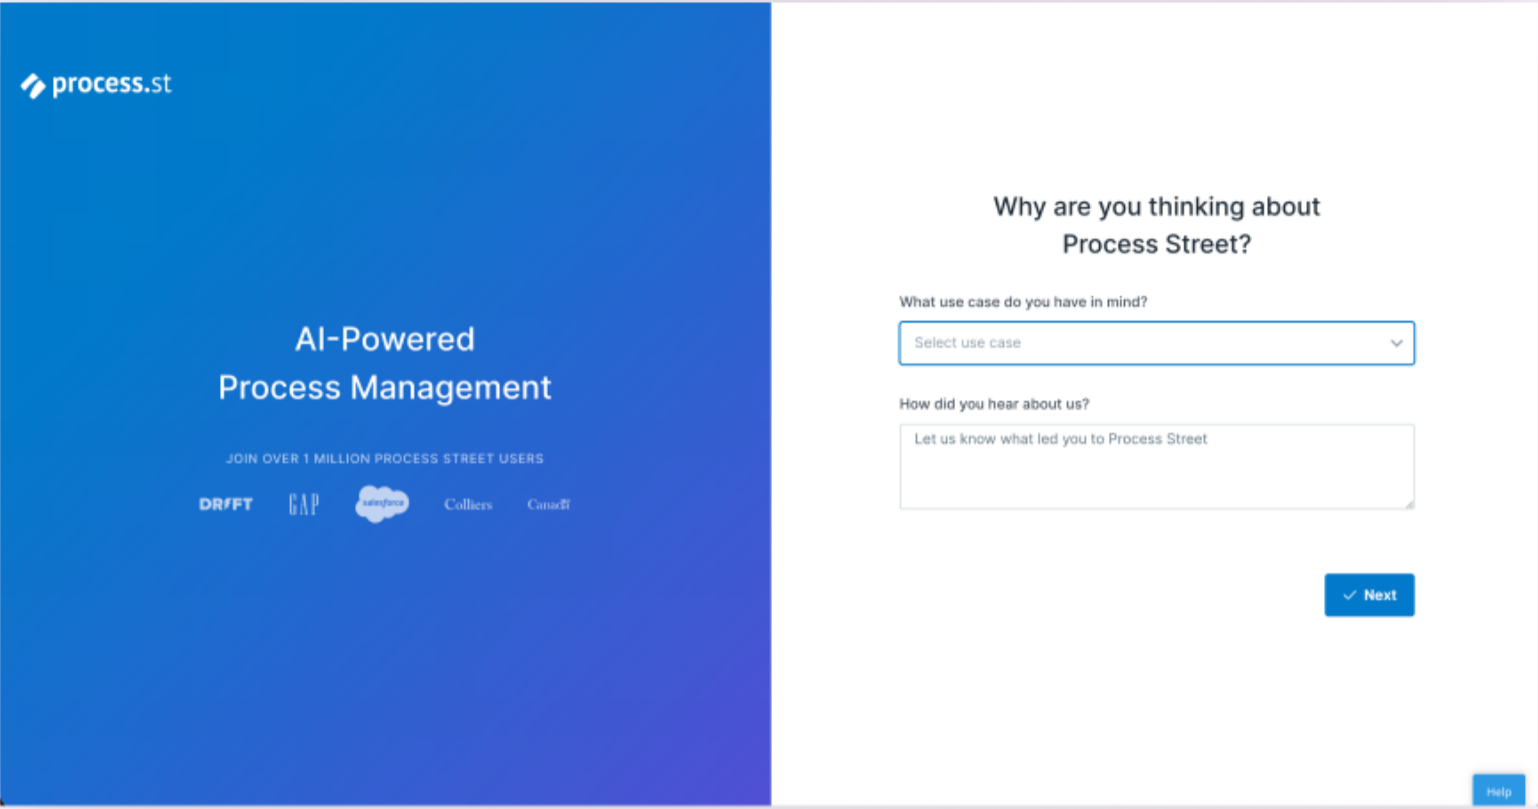 process.st
AI-Powered
Process Management
JOIN OVER 1 MILLION PROCESS STREET USERS
DRIFT GAP salesforce Colliers Canada
Why are you thinking about
Process Street?
What use case do you have in mind?
Select use case
How did you hear about us?
Let us know what led you to Process Street
Next
Help